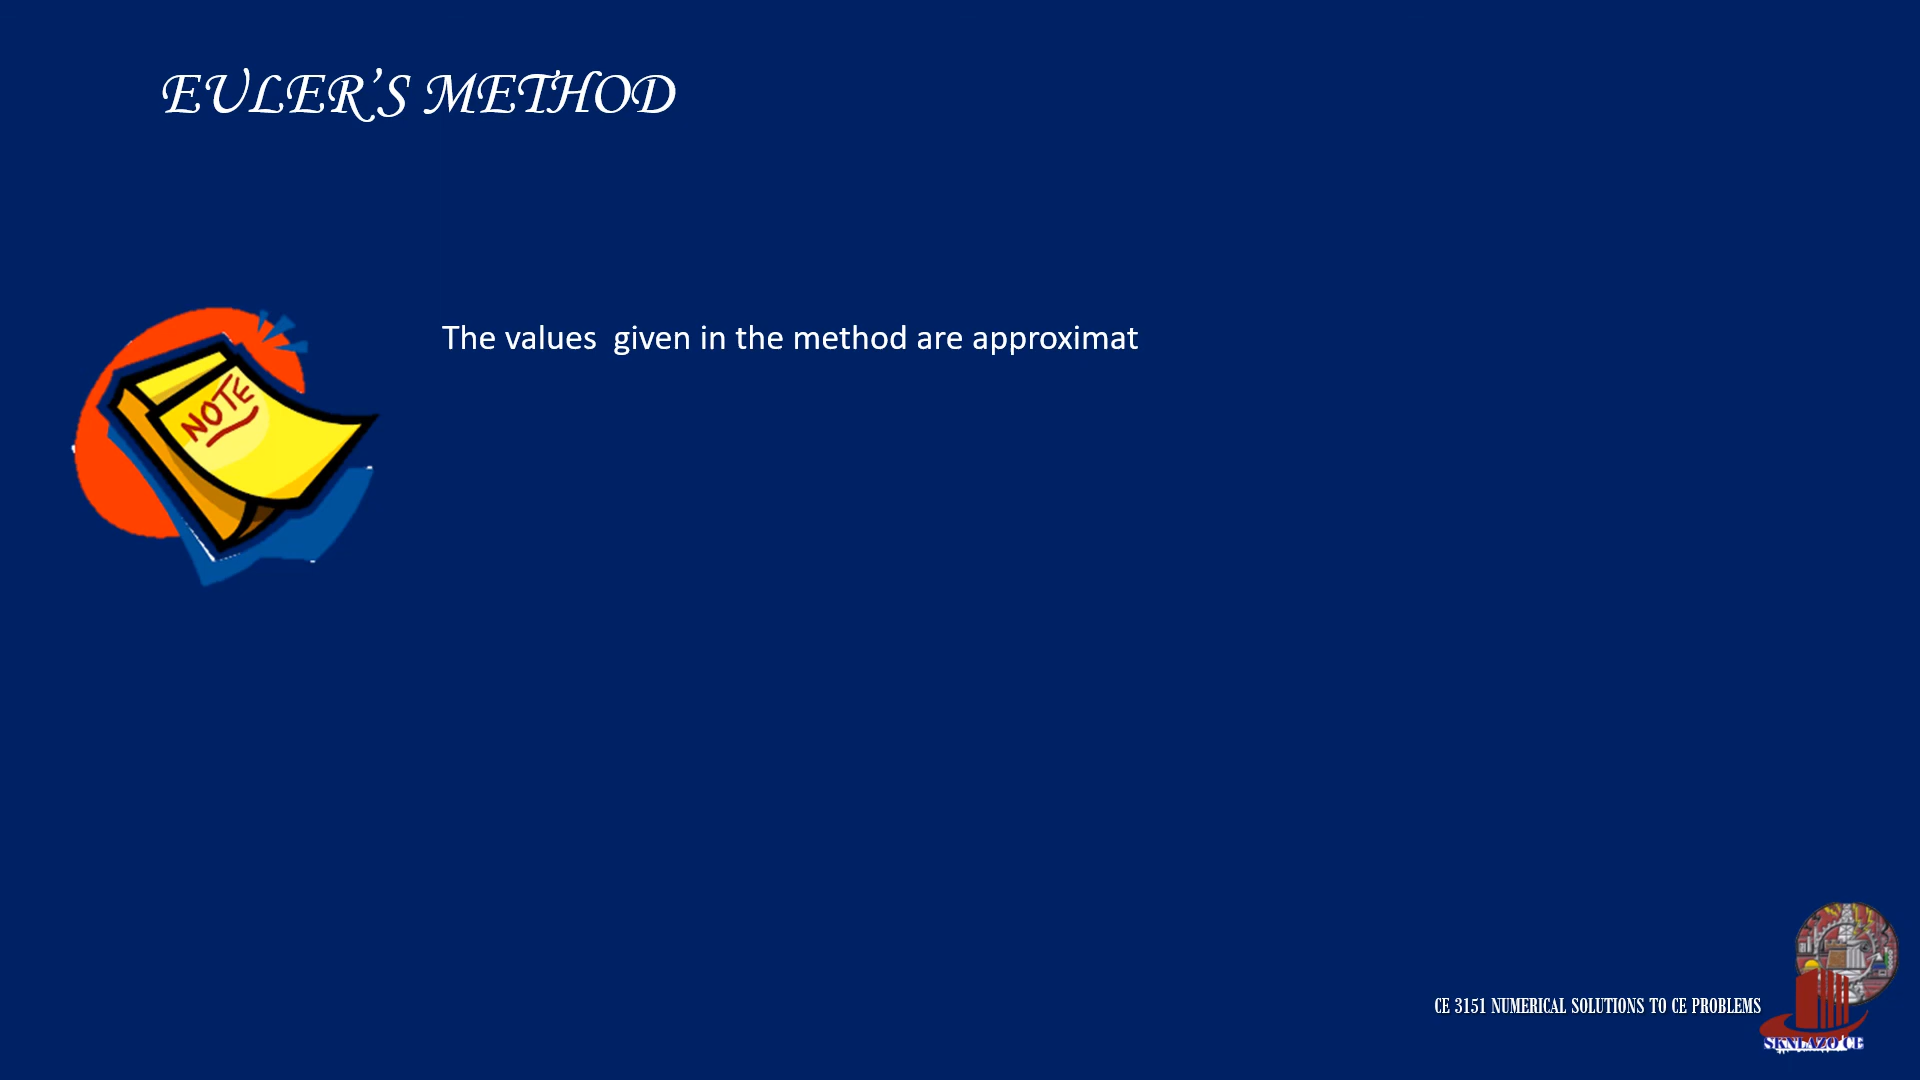 EULER'S METHOD
NOTE
The values  given in the method are approximat
CE 3151 NUMERICAL SOLUTIONS TO CE PROBLEMS